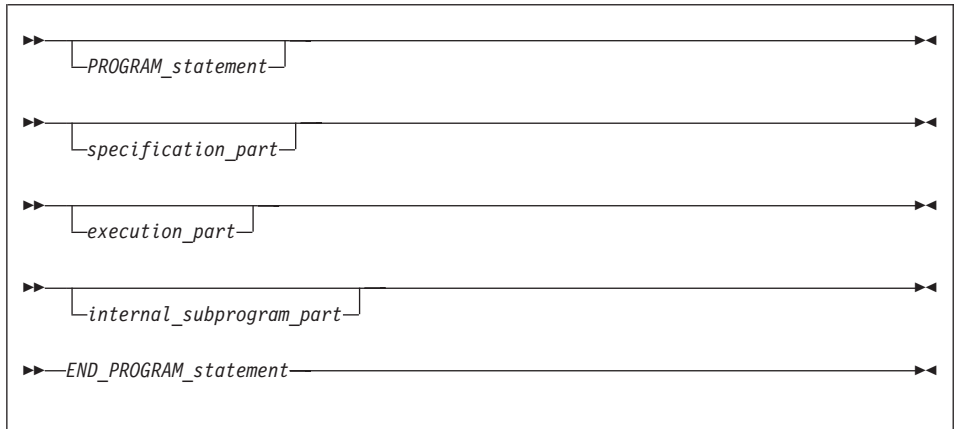 PROGRAM_statement
specification_part
execution_part
internal_subprogram_part
END_PROGRAM_statement